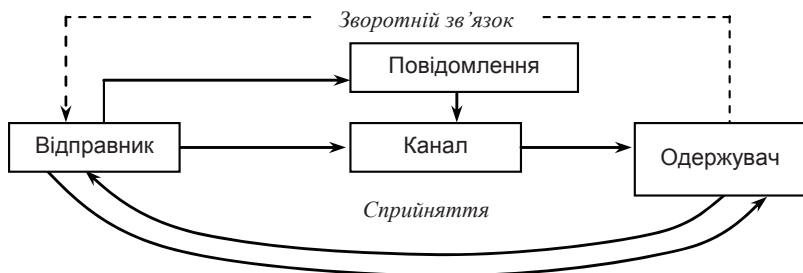 Зворотній зв’язок
Повідомлення
Відправник
Канал
Одержувач
Сприйняття